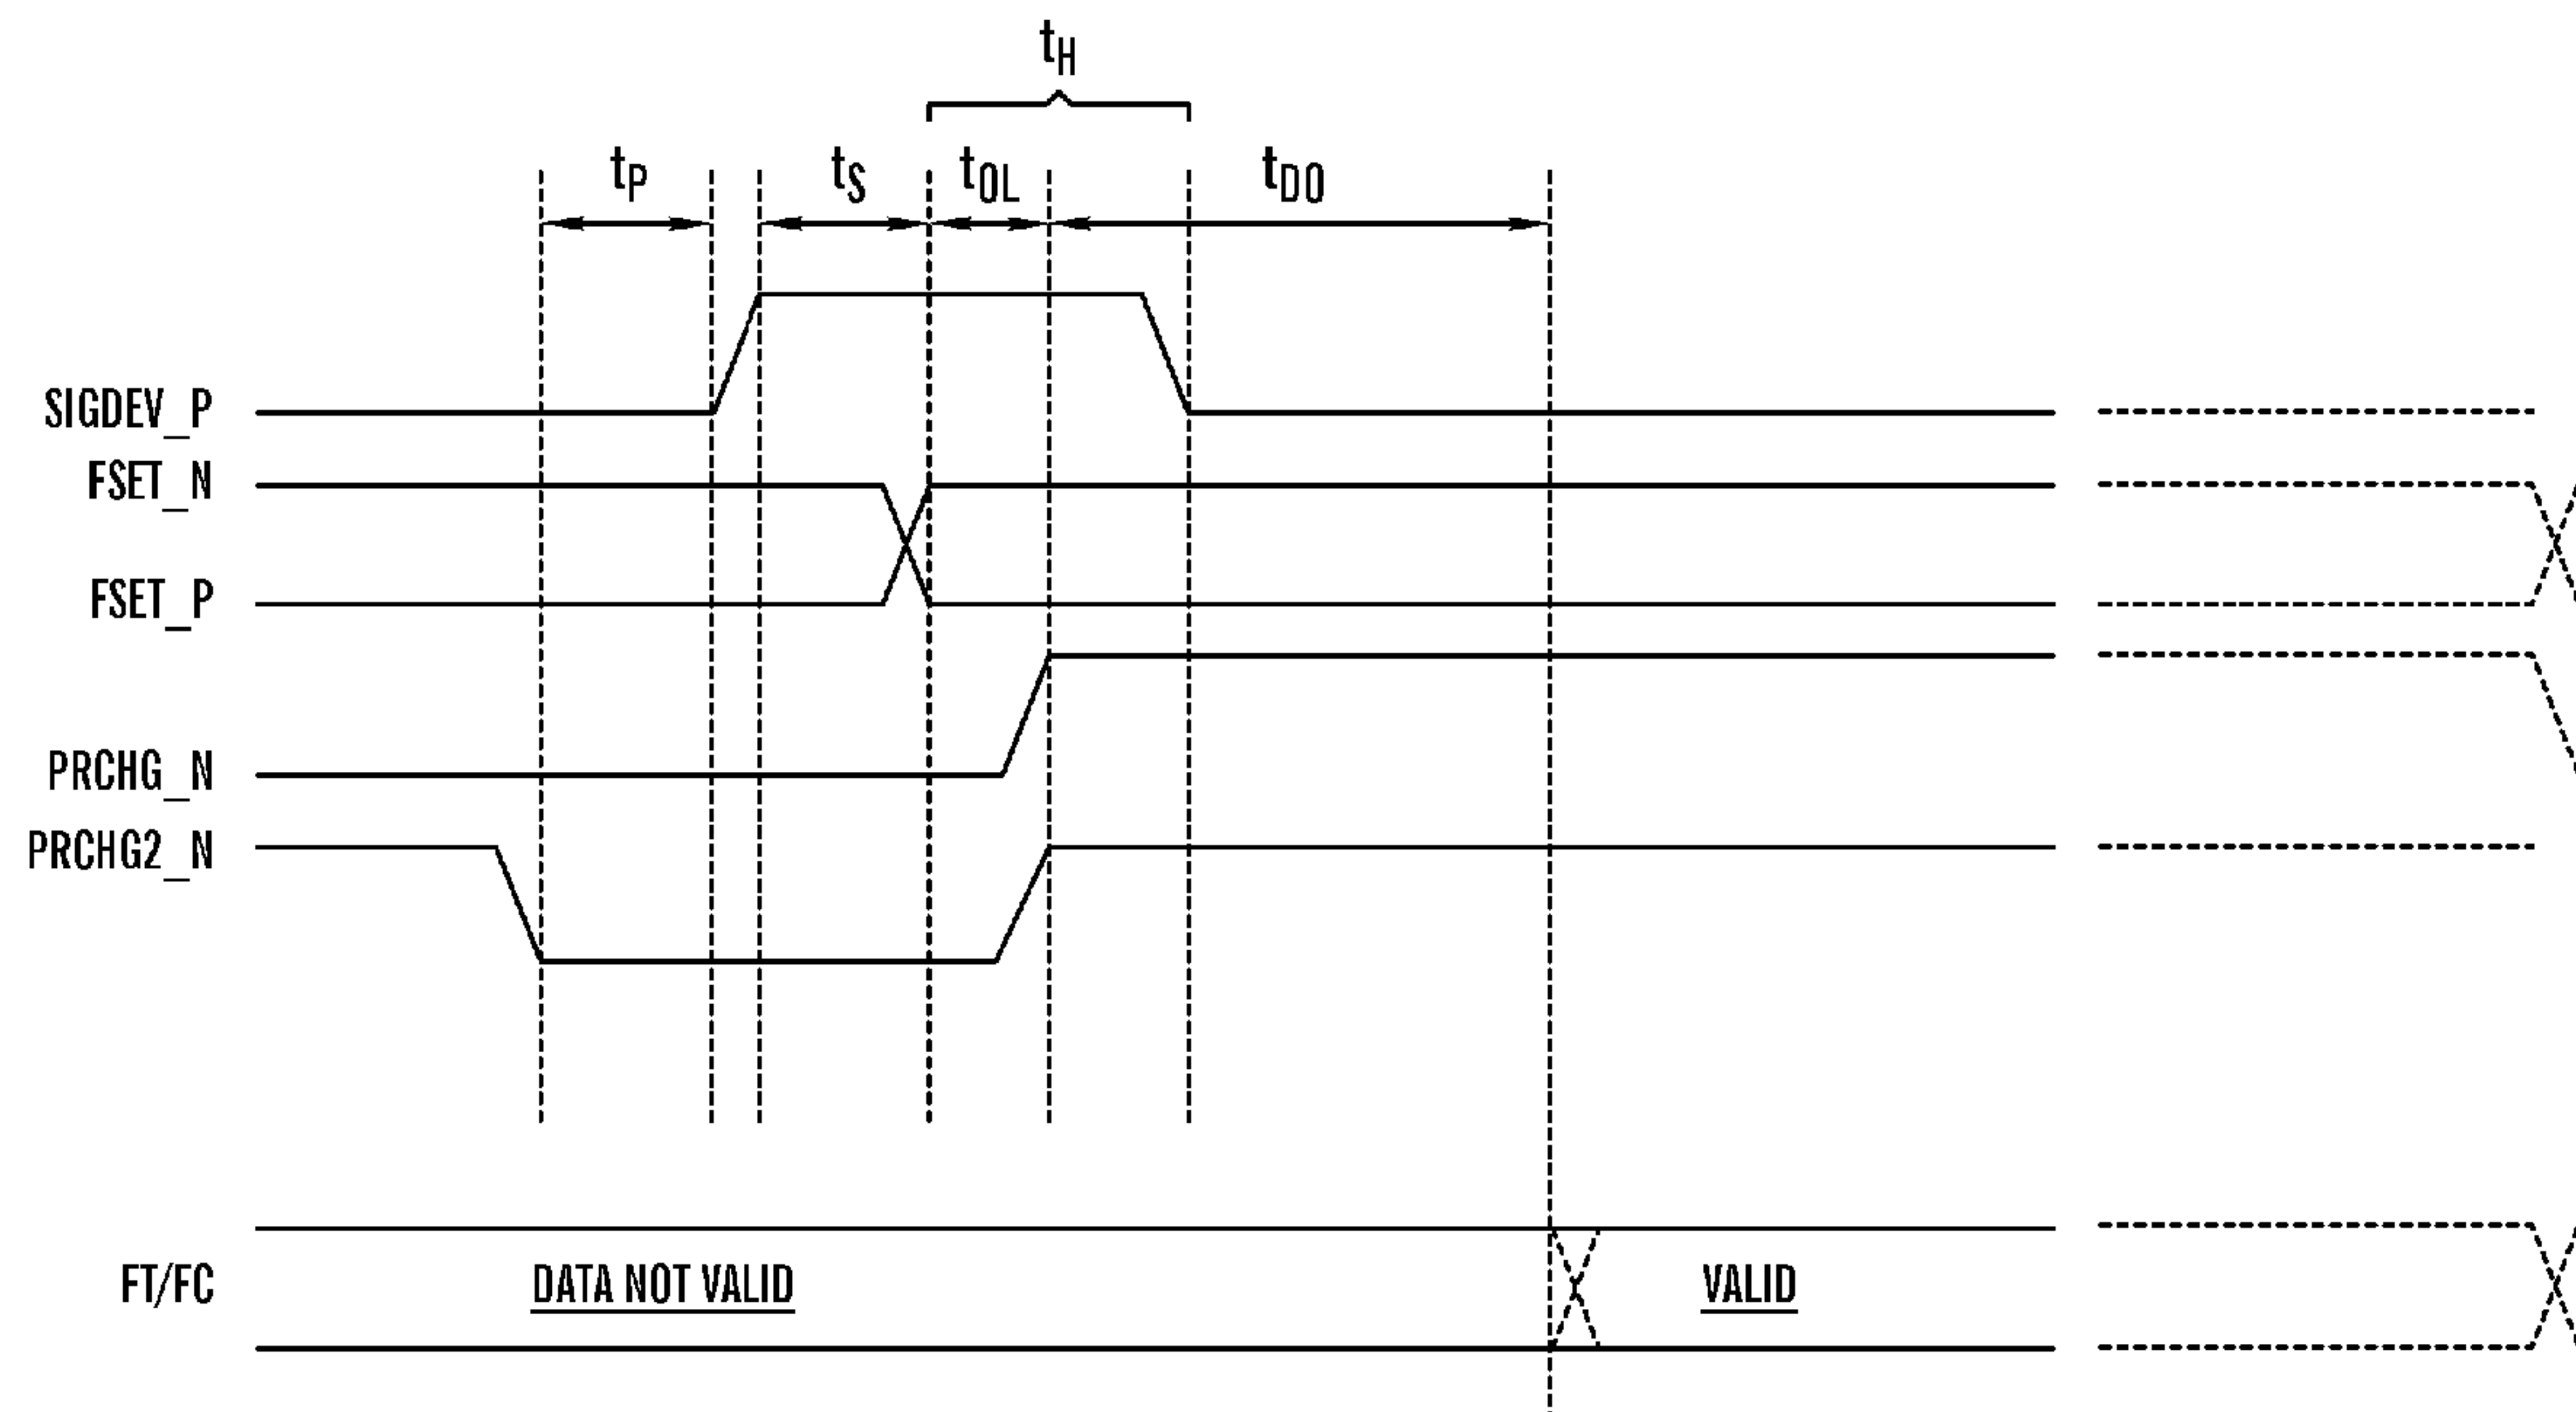 tH
tP
tS
tOL
tDO
SIGDEV_P
FSET_N
FSET_P
PRCHG_N
PRCHG2_N
FT/FC
DATA NOT VALID
VALID